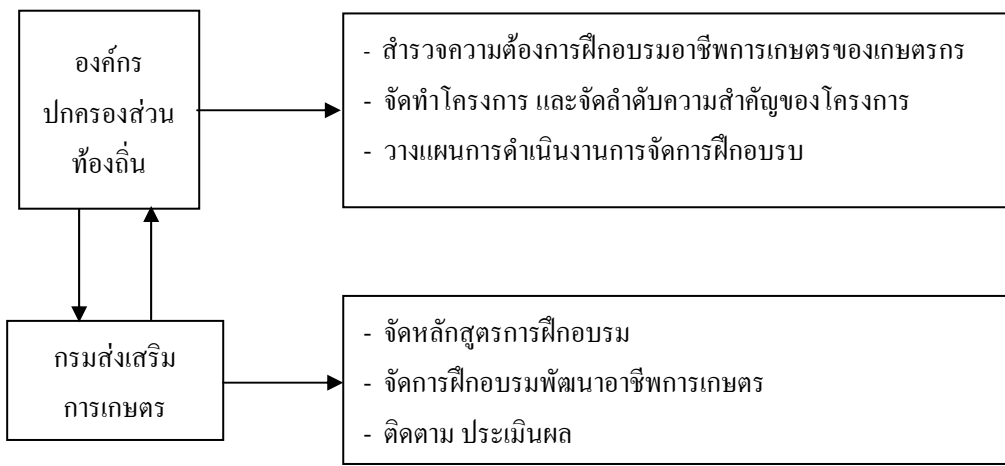 องค์กร
ปกครองส่วน
ท้องถิ่น
- สำรวจความต้องการฝึกอบรมอาชีพการเกษตรของเกษตรกร
- จัดทำโครงการ และจัดลำดับความสำคัญของโครงการ
- วางแผนการดำเนินงานการจัดการฝึกอบรบ
กรมส่งเสริม
การเกษตร
- จัดหลักสูตรการฝึกอบรม
- จัดการฝึกอบรมพัฒนาอาชีพการเกษตร
- ติดตาม ประเมินผล